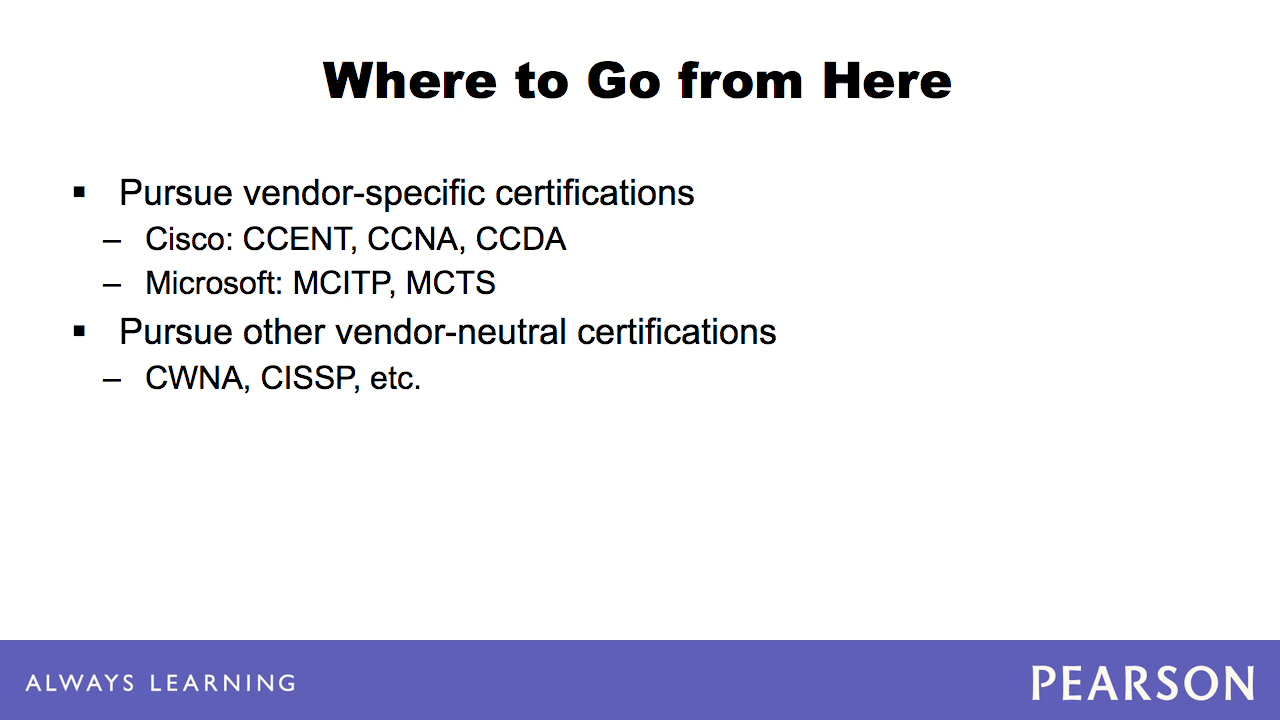 Where to Go from Here
▪ Pursue vendor-specific certifications
– Cisco: CCENT, CCNA, CCDA
– Microsoft: MCITP, MCTS
▪ Pursue other vendor-neutral certifications
– CWNA, CISSP, etc.
ALWAYS LEARNING
PEARSON